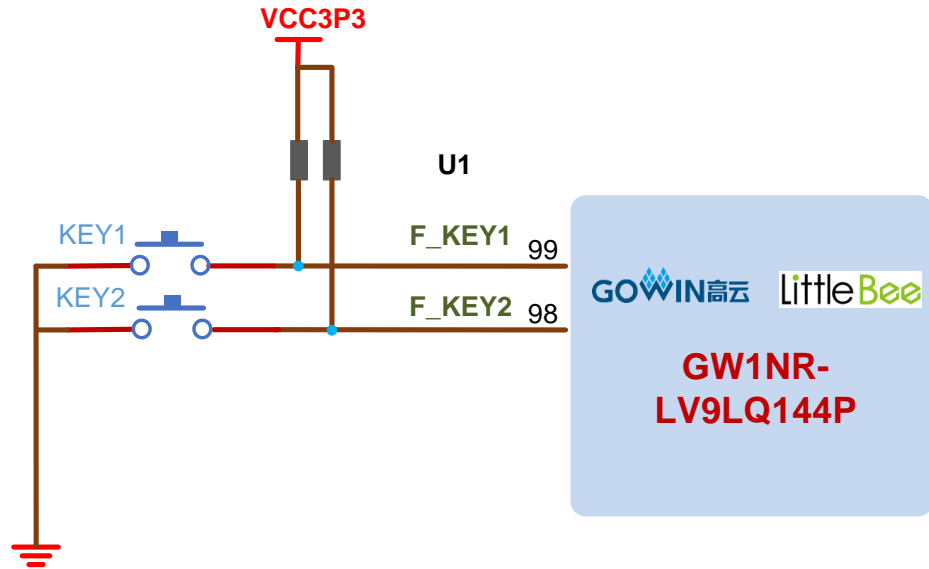 VCC3P3
U1
KEY1
F_KEY1
99
KEY2
F_KEY2
98
GOWIN高云
LittleBee
GW1NR-
LV9LQ144P